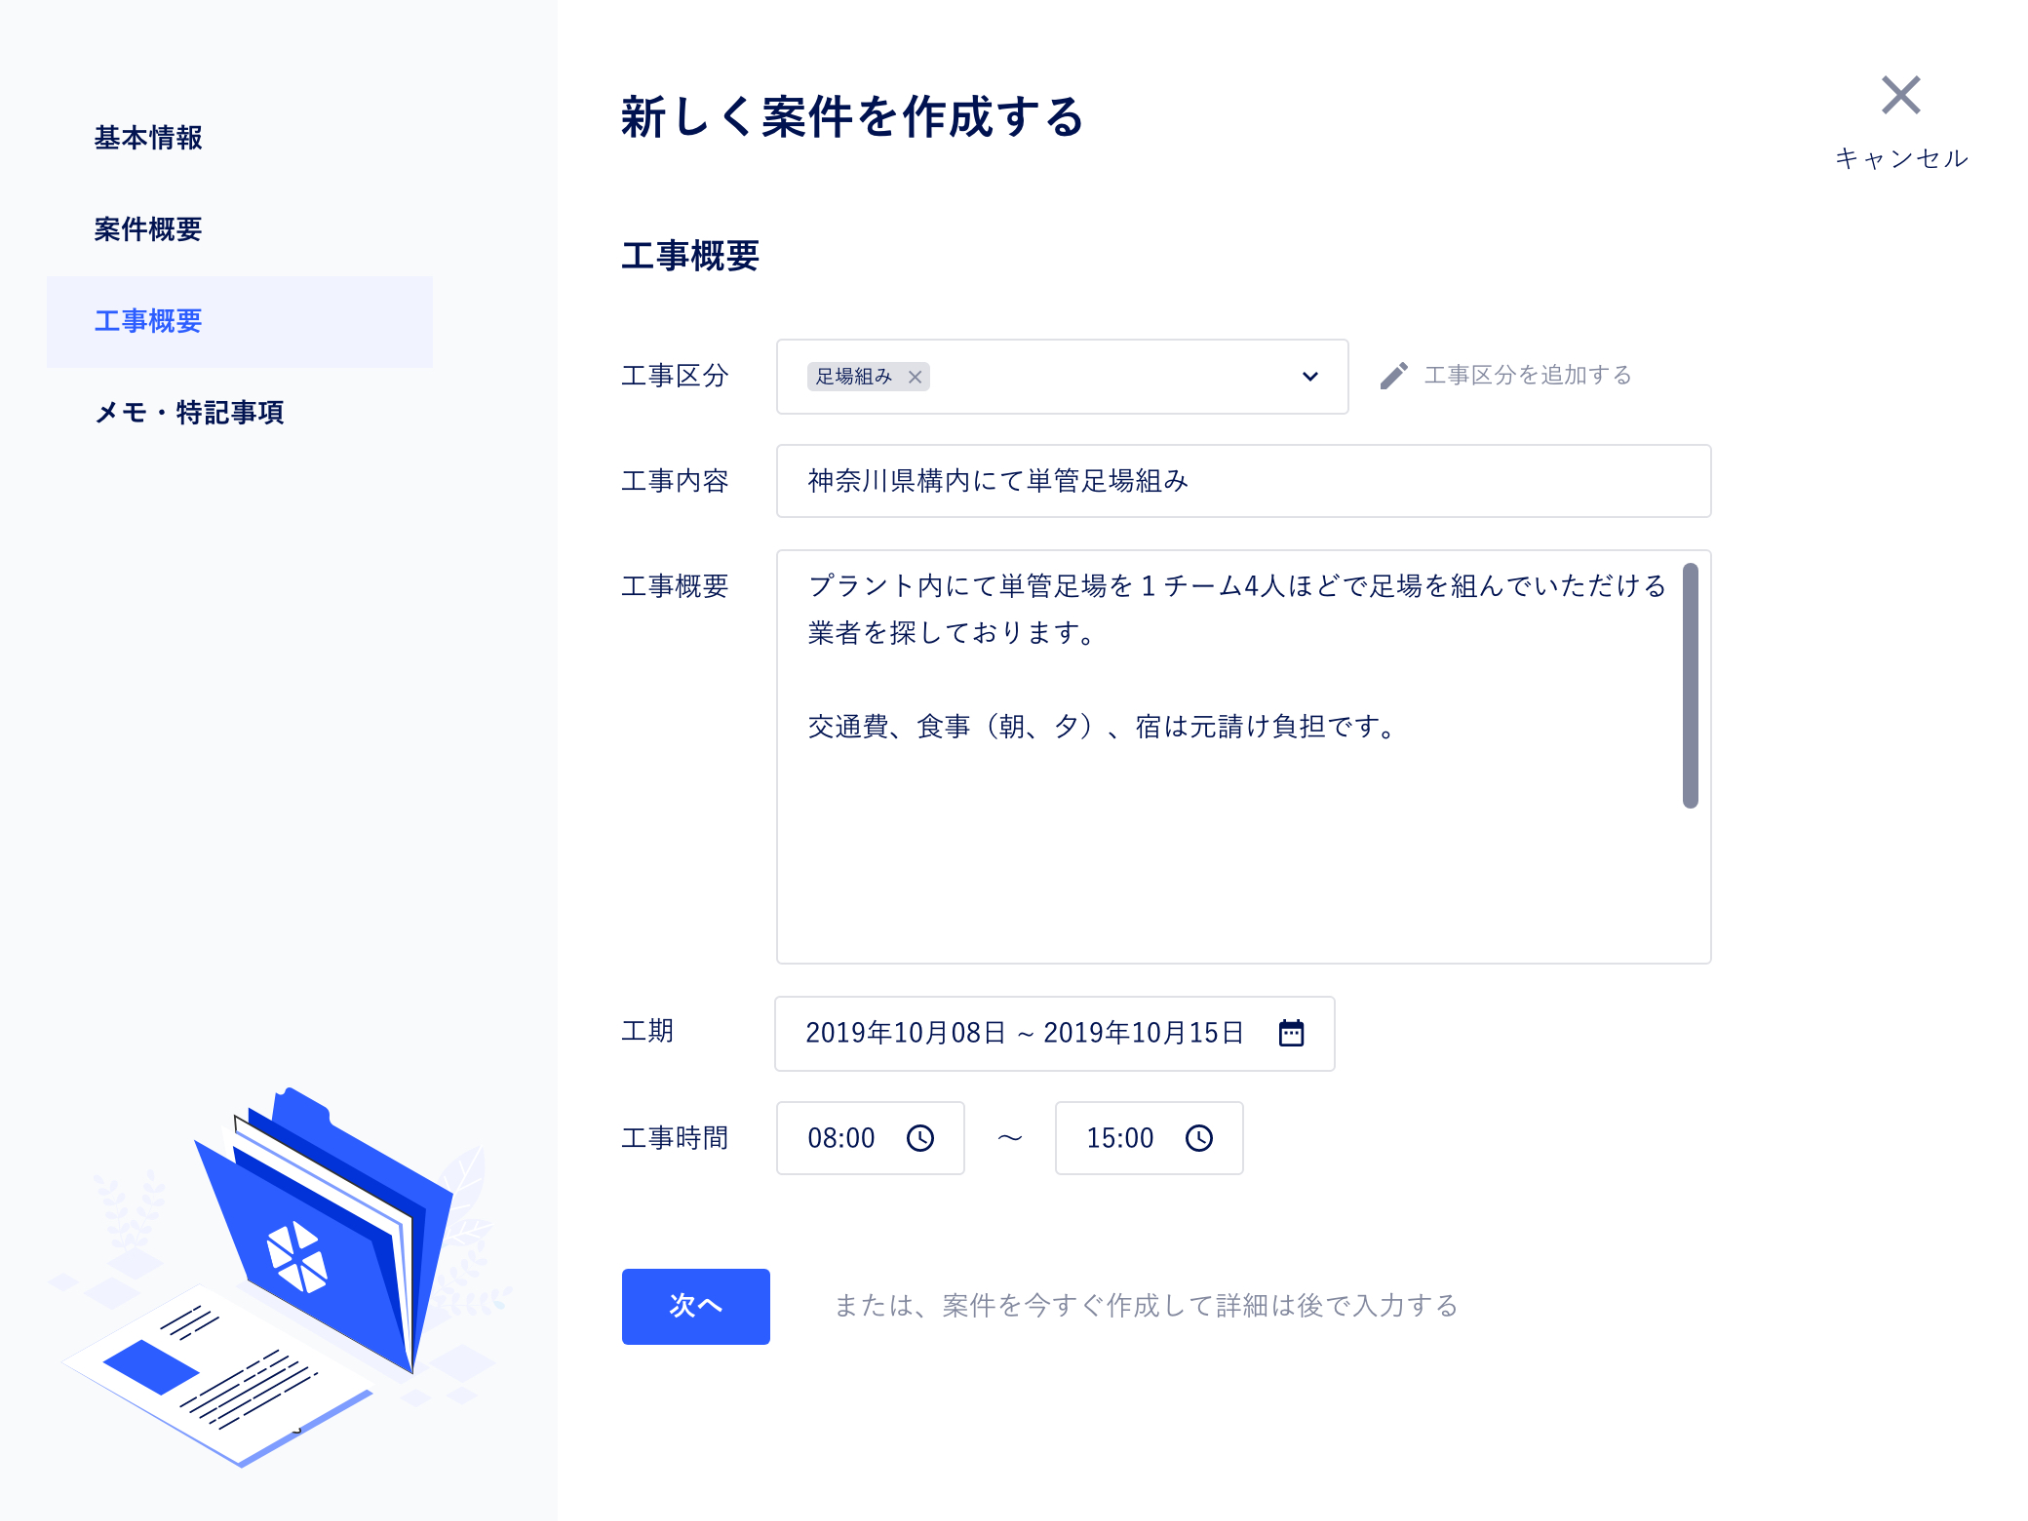 基本情報
案件概要
工事概要
メモ・特記事項
新しく案件を作成する
キャンセル
工事概要
工事区分
足場組み
工事区分を追加する
工事内容
神奈川県構内にて単管足場組み
工事概要
プラント内にて単管足場を１チーム4人ほどで足場を組んでいただける
業者を探しております。
交通費、食事（朝、夕）、宿は元請け負担です。
工期
2019年10月08日 ~ 2019年10月15日
工事時間
08:00
〜
15:00
次へ
または、案件を今すぐ作成して詳細は後で入力する